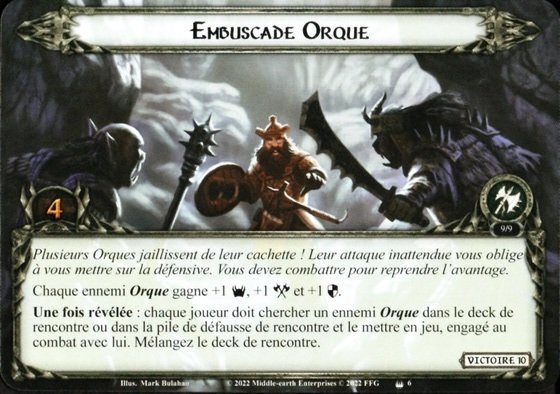 Embuscade Orque
4
9/9
Plusieurs Orques jaillissent de leur cachette ! Leur attaque inattendue vous oblige
à vous mettre sur la défensive. Vous devez combattre pour reprendre l'avantage.
Chaque ennemi Orque gagne +1 , +1 et +1 .
Une fois révélée : chaque joueur doit chercher un ennemi Orque dans le deck de
rencontre ou dans la pile de défausse de rencontre et le mettre en jeu, engagé au
combat avec lui. Mélangez le deck de rencontre.
VICTOIRE 10
Illus. Mark Bulahao © 2022 Middle-earth Enterprises © 2022 FFG 6